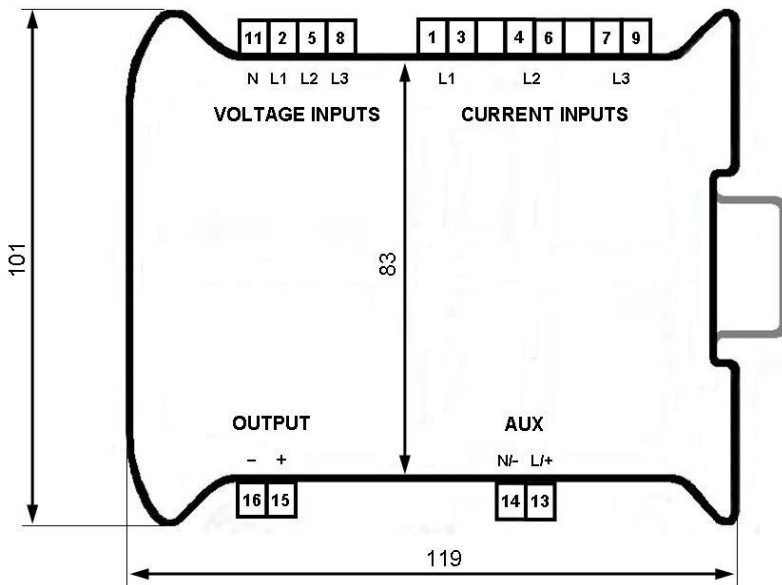 11 2 5 8 1 3 4 6 7 9
N L1 L2 L3 L1 L2 L3
VOLTAGE INPUTS CURRENT INPUTS
101
83
OUTPUT AUX
– + N/- L/+
16 15 14 13
119